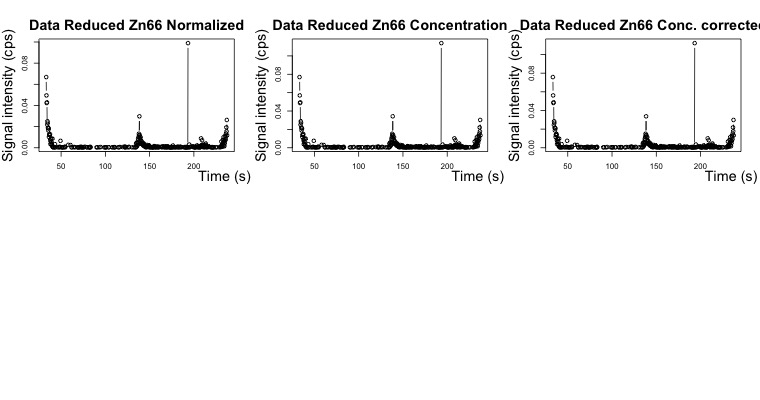 Data Reduced Zn66 Normalized
Signal intensity (cps)
0.00 0.04 0.08
50 100 150 200
Time (s)
Data Reduced Zn66 Concentration
Signal intensity (cps)
0.00 0.04 0.08
50 100 150 200
Time (s)
Data Reduced Zn66 Conc. corrected
Signal intensity (cps)
0.00 0.04 0.08
50 100 150 200
Time (s)